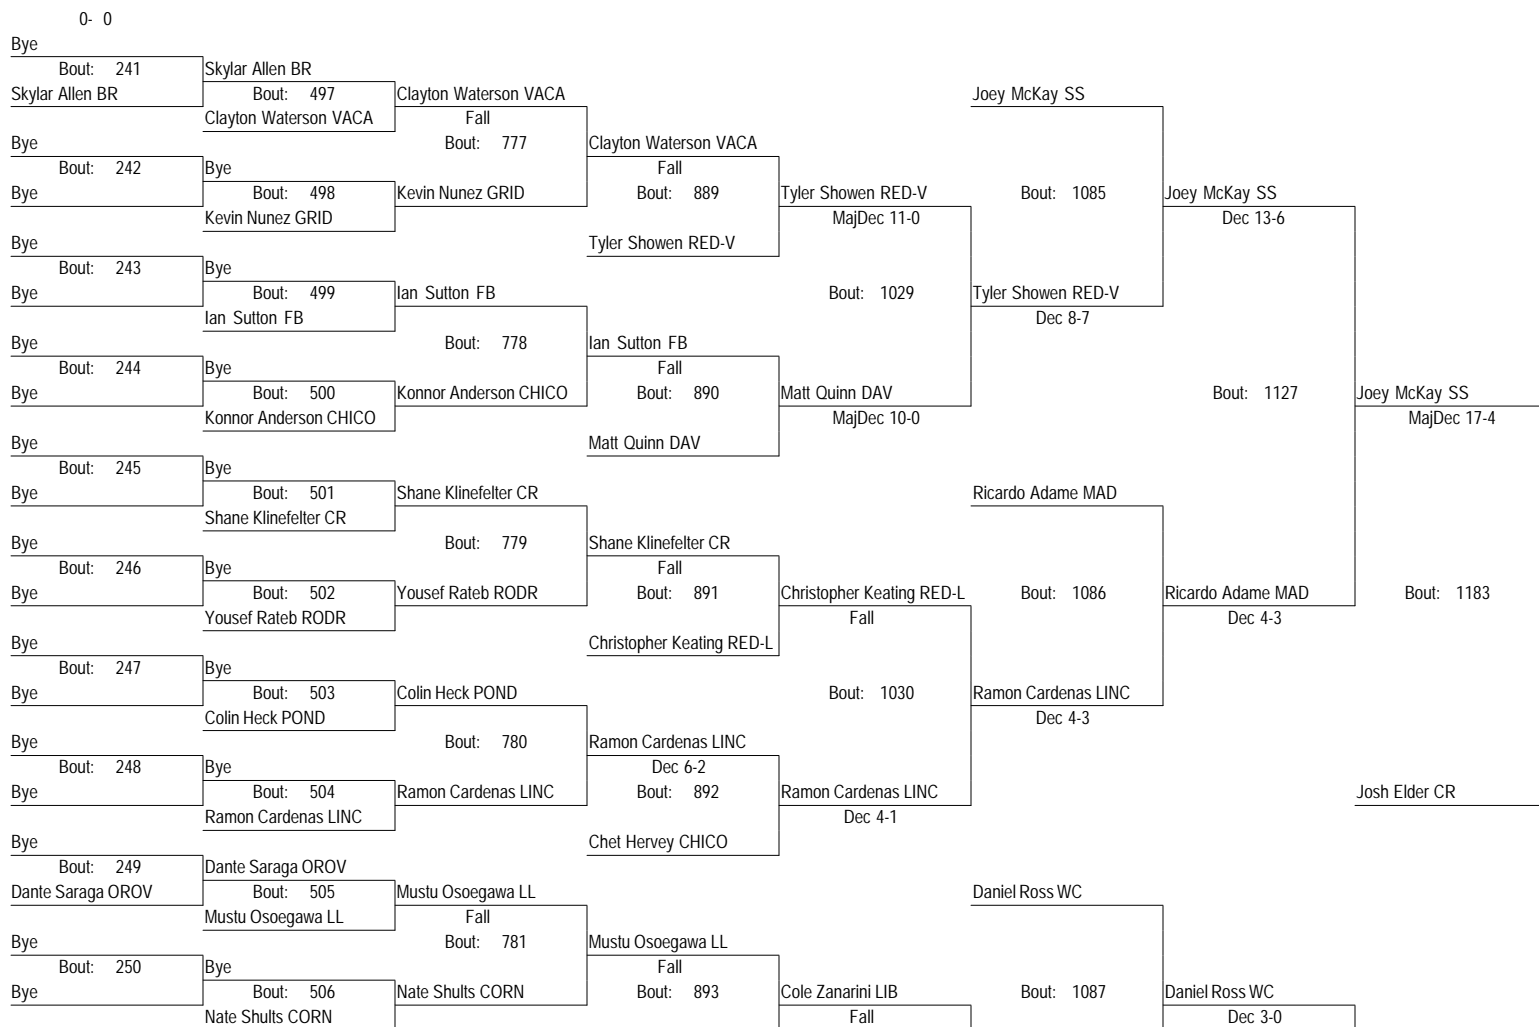 0- 0
Bye
Bout: 241 Skylar Allen BR
Skylar Allen BR Bout: 497 Clayton Waterson VACA Joey McKay SS
Clayton Waterson VACA Fall
Bye Bout: 777 Clayton Waterson VACA
Bout: 242 Bye Fall
Bye Bout: 498 Kevin Nunez GRID Bout: 889 Tyler Showen RED-V Bout: 1085 Joey McKay SS
Kevin Nunez GRID MajDec 11-0 Dec 13-6
Bye Tyler Showen RED-V
Bout: 243 Bye
Bye Bout: 499 Ian Sutton FB Bout: 1029 Tyler Showen RED-V
Ian Sutton FB Dec 8-7
Bye Bout: 778 Ian Sutton FB
Bout: 244 Bye Fall
Bye Bout: 500 Konnor Anderson CHICO Bout: 890 Matt Quinn DAV Bout: 1127 Joey McKay SS
Konnor Anderson CHICO MajDec 10-0 MajDec 17-4
Bye Matt Quinn DAV
Bout: 245 Bye
Bye Bout: 501 Shane Klinefelter CR Ricardo Adame MAD
Shane Klinefelter CR
Bye Bout: 779 Shane Klinefelter CR
Bout: 246 Bye Fall
Bye Bout: 502 Yousef Rateb RODR Bout: 891 Christopher Keating RED-L Bout: 1086 Ricardo Adame MAD Bout: 1183
Yousef Rateb RODR Fall Dec 4-3
Bye Christopher Keating RED-L
Bout: 247 Bye
Bye Bout: 503 Colin Heck POND Bout: 1030 Ramon Cardenas LINC
Colin Heck POND Dec 4-3
Bye Bout: 780 Ramon Cardenas LINC
Bout: 248 Bye Dec 6-2
Bye Bout: 504 Ramon Cardenas LINC Bout: 892 Ramon Cardenas LINC Josh Elder CR
Ramon Cardenas LINC Dec 4-1
Bye Chet Hervey CHICO
Bout: 249 Dante Saraga OROV
Dante Saraga OROV Bout: 505 Mustu Osoegawa LL Daniel Ross WC
Mustu Osoegawa LL Fall
Bye Bout: 781 Mustu Osoegawa LL
Bout: 250 Bye Fall
Bye Bout: 506 Nate Shults CORN Bout: 893 Cole Zanarini LIB Bout: 1087 Daniel Ross WC
Nate Shults CORN Fall Dec 3-0